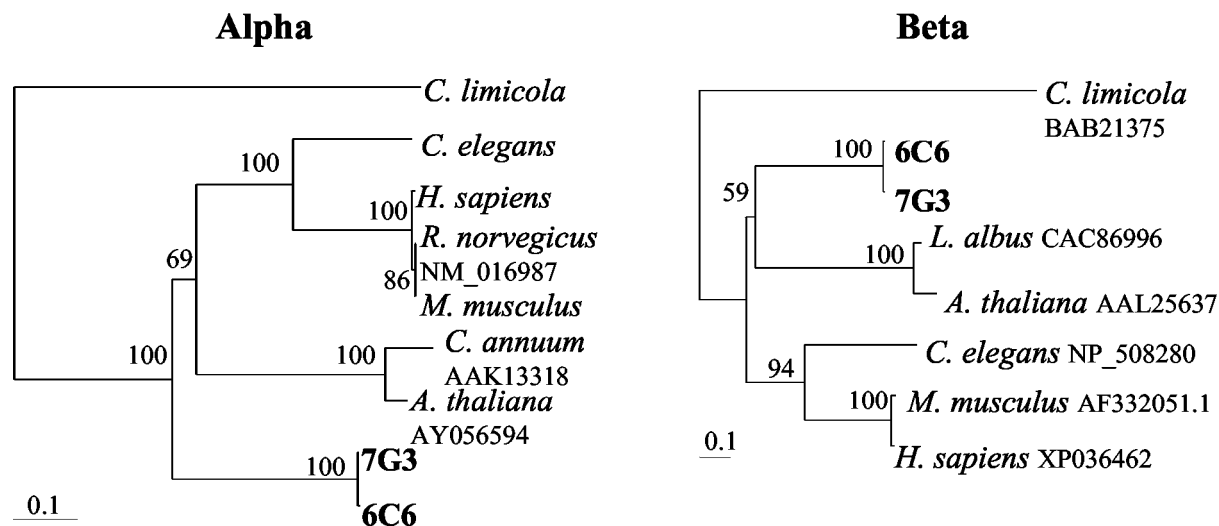 Alpha
C. limicola
C. elegans
100
H. sapiens
100
R. norvegicus
69
NM_016987
86
M. musculus
C. annuum
100
100
AAK13318
A. thaliana
AY056594
7G3
100
6C6
0.1
Beta
C. limicola
BAB21375
100
6C6
59
7G3
L. albus CAC86996
100
A. thaliana AAL25637
C. elegans NP_508280
94
100
M. musculus AF332051.1
0.1
H. sapiens XP036462